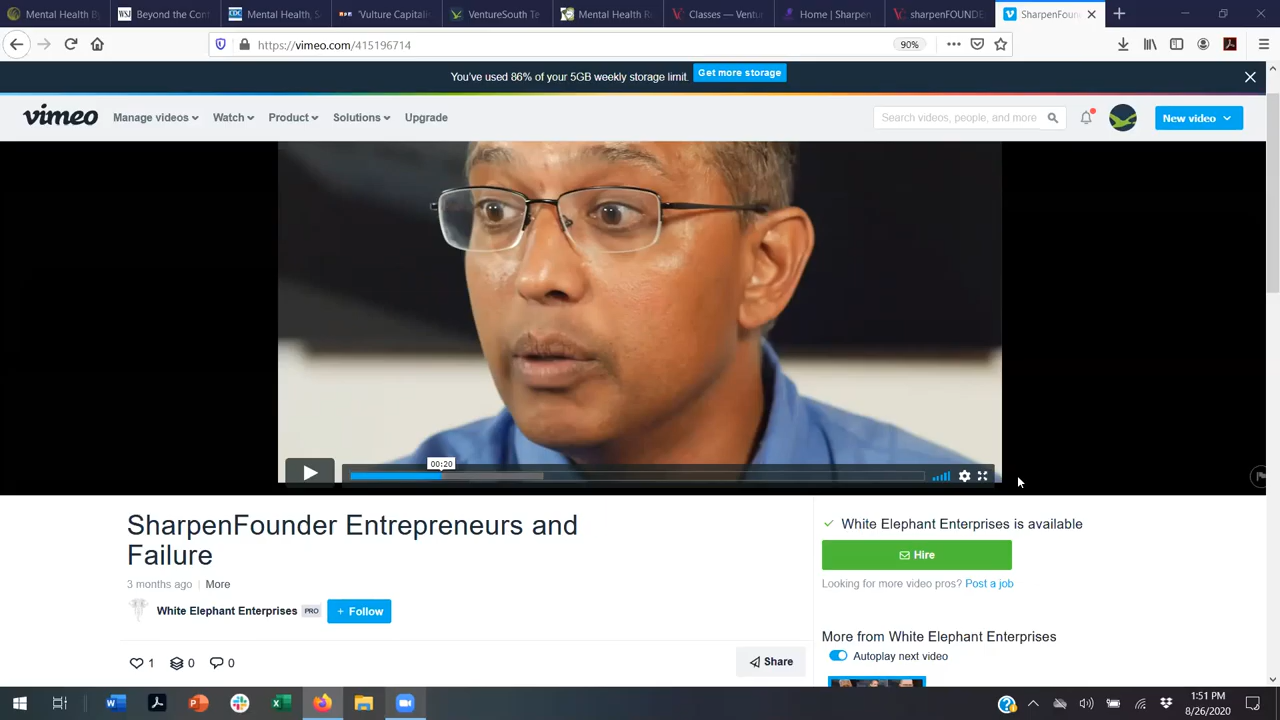 Mental Health B
Beyond the Con
Mental Health. S
"Vulture Capitali
VentureSouth Te
Mental Health R
Classes — Ventu
Home | Sharpen
sharpenFOUNDE
SharpenFoun
https://vimeo.com/415196714
90%
You've used 86% of your 5GB weekly storage limit.
Get more storage
vimeo
Manage videos
Watch
Product
Solutions
Upgrade
Search videos, people, and more
New video
00:20
SharpenFounder Entrepreneurs and
Failure
3 months ago
More
White Elephant Enterprises
PRO
+ Follow
1
0
0
Share
White Elephant Enterprises is available
Hire
Looking for more video pros? Post a job
More from White Elephant Enterprises
Autoplay next video
1:51 PM
8/26/2020